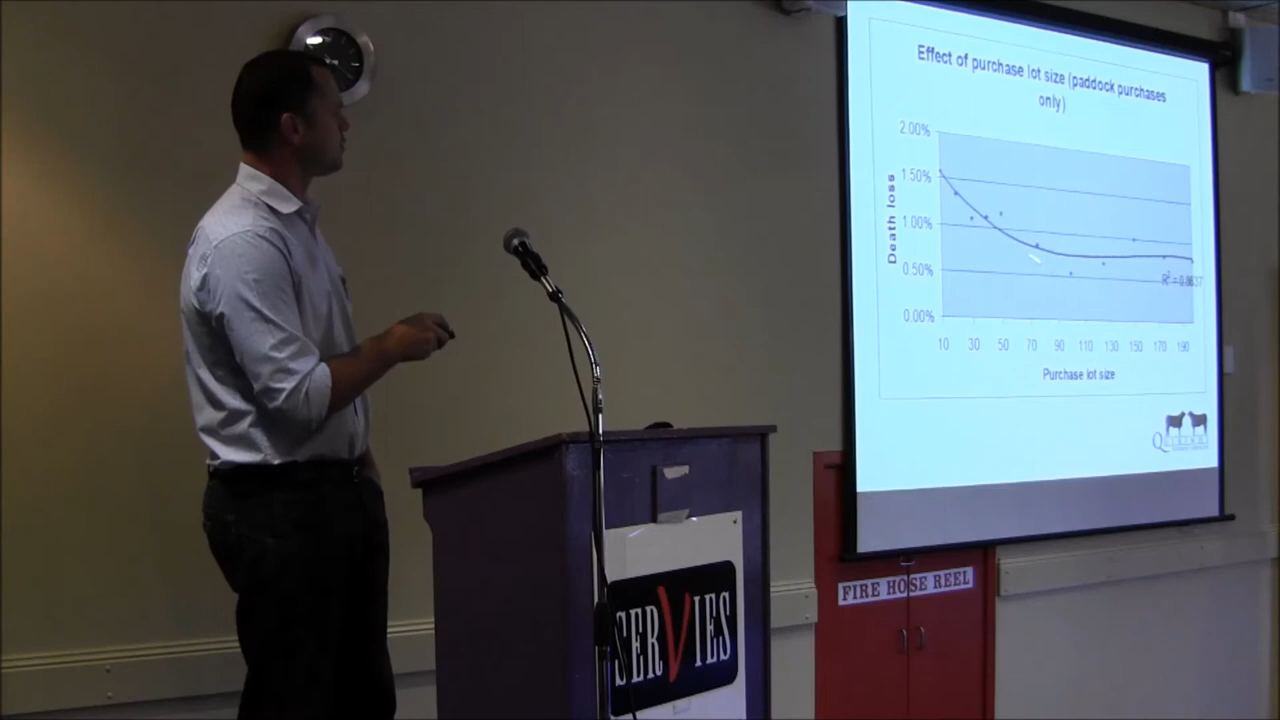 Effect of purchase lot size (paddock purchases
only)
Death loss
2.00%
1.50%
1.00%
0.50%
0.00%
10 30 50 70 90 110 130 150 170 190
Purchase lot size
FIRE HOSE REEL
SERVIES